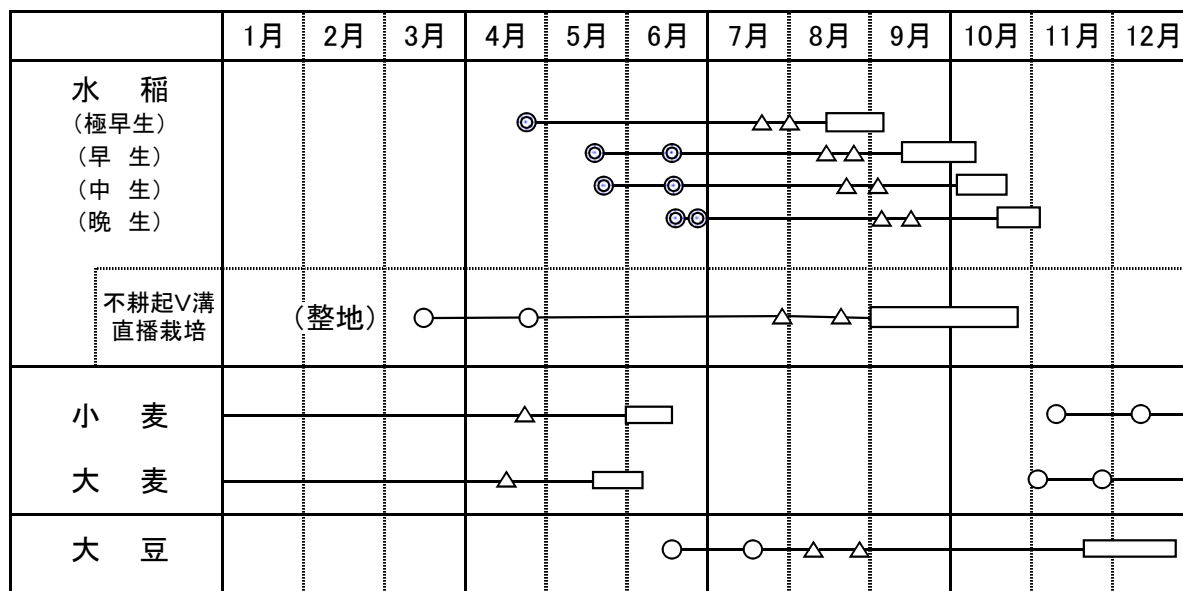 1月 2月 3月 4月 5月 6月 7月 8月 9月 10月 11月 12月
水 稲
（極早生）
（早 生）
（中 生）
（晩 生）
不耕起V溝
直播栽培
（整地）
小 麦
大 麦
大 豆